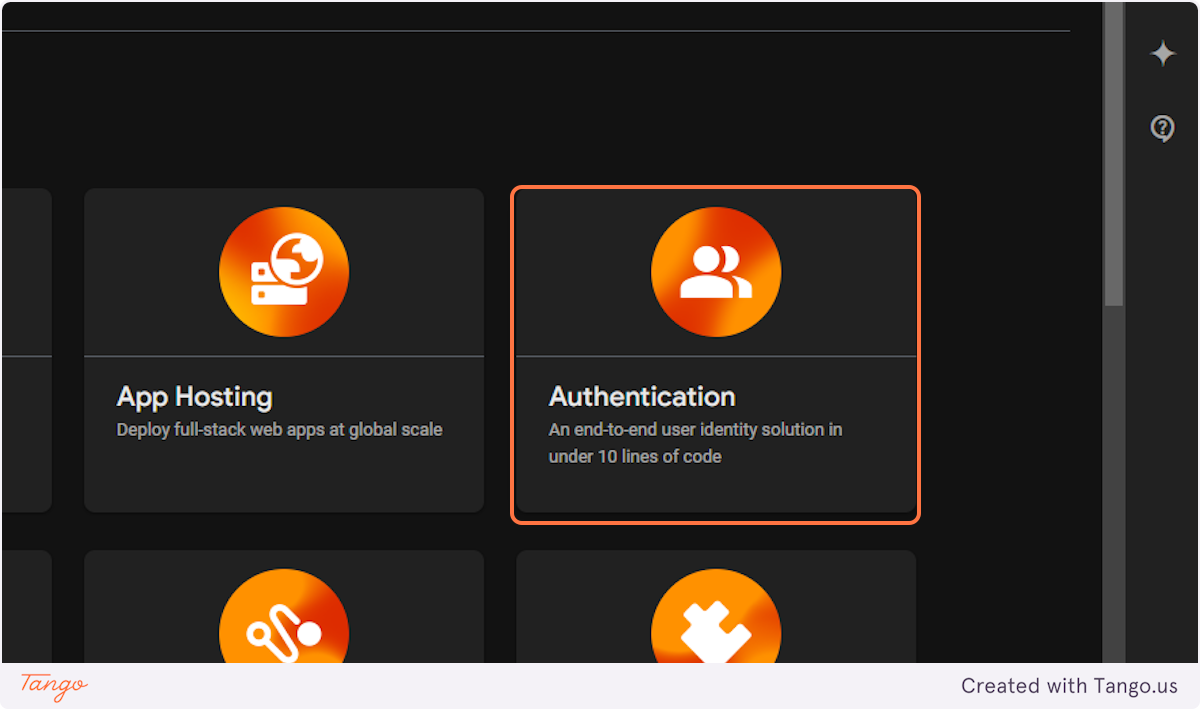 App Hosting
Deploy full-stack web apps at global scale
Authentication
An end-to-end user identity solution in
under 10 lines of code
Tango
Created with Tango.us